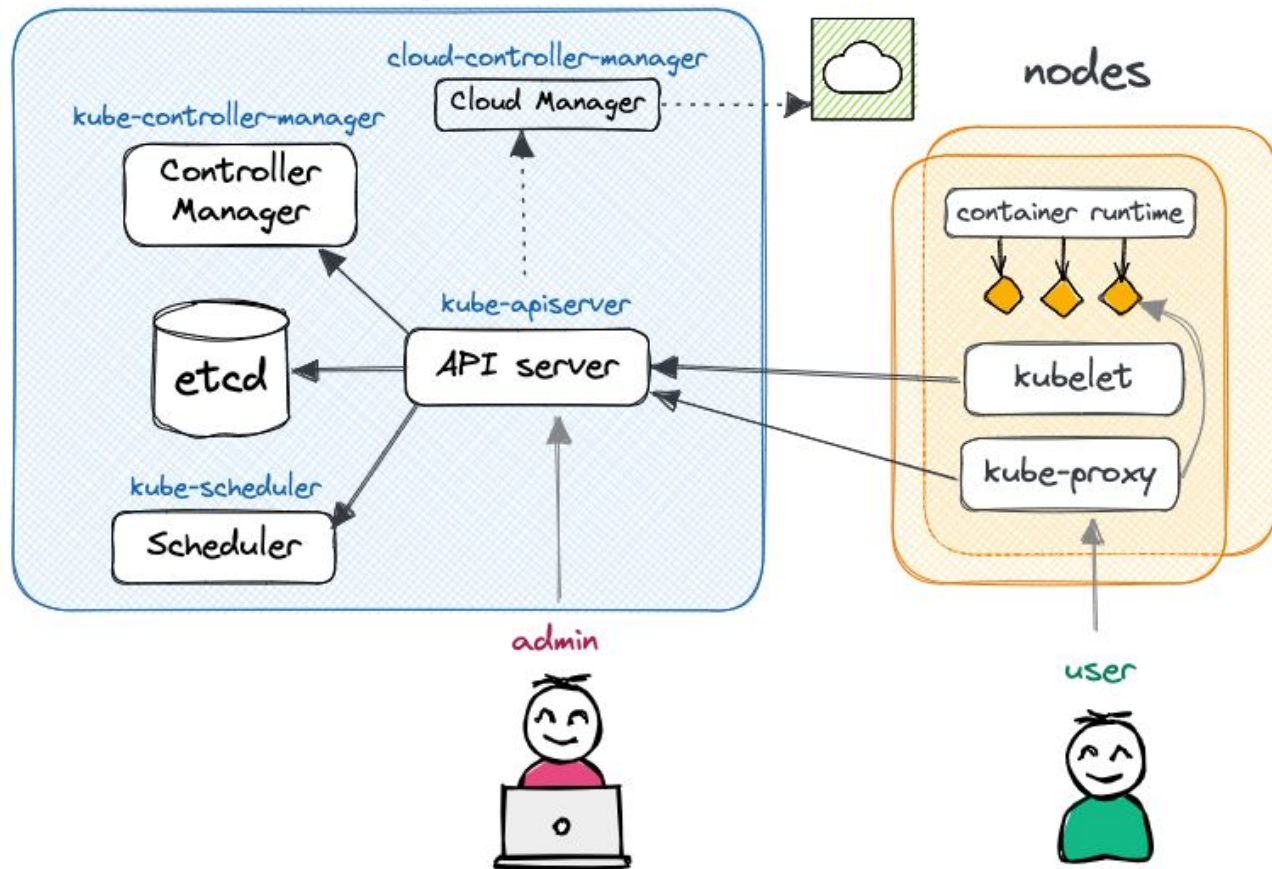 cloud-controller-manager
Cloud Manager
nodes
kube-controller-manager
Controller
Manager
container runtime
kube-apiserver
API server
etcd
kubelet
kube-proxy
kube-scheduler
Scheduler
admin
user